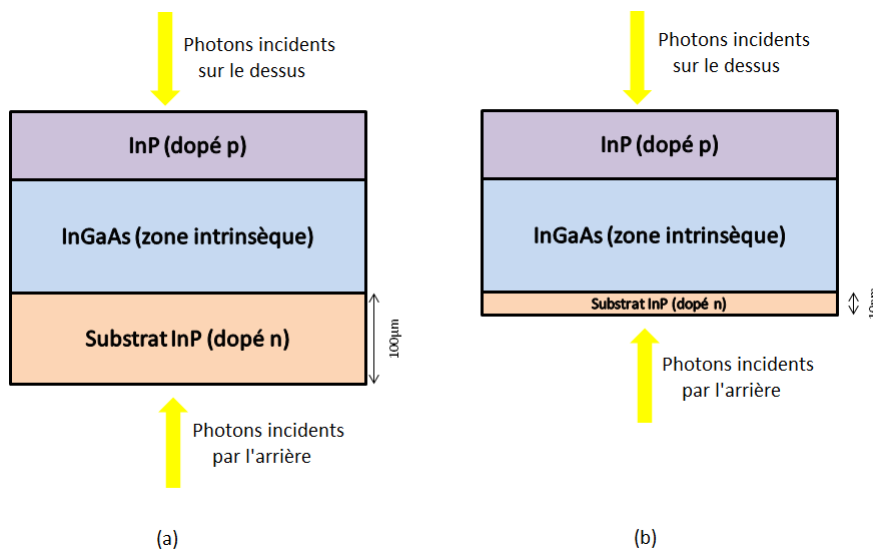 Photons incidents
sur le dessus
InP (dopé p)
InGaAs (zone intrinsèque)
Substrat InP (dopé n)
100µm
Photons incidents
par l'arrière
(a)
Photons incidents
sur le dessus
InP (dopé p)
InGaAs (zone intrinsèque)
Substrat InP (dopé n)
10nm
Photons incidents
par l'arrière
(b)